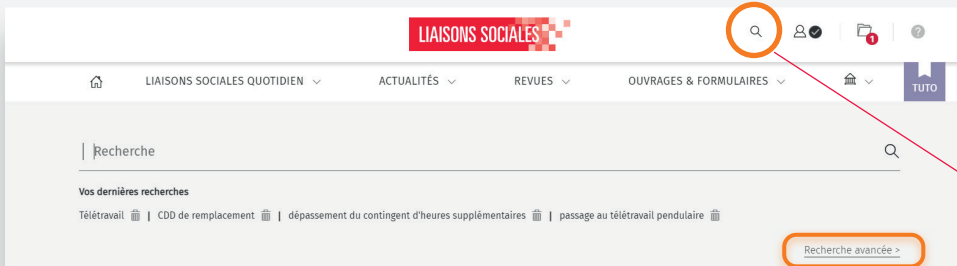 LIAISONS SOCIALES
1
?
LIAISONS SOCIALES QUOTIDIEN ACTUALITÉS REVUES OUVRAGES & FORMULAIRES
TUTO
Recherche
Vos dernières recherches
Télétravail | CDD de remplacement | dépassement du contingent d'heures supplémentaires | passage au télétravail pendulaire
Recherche avancée >